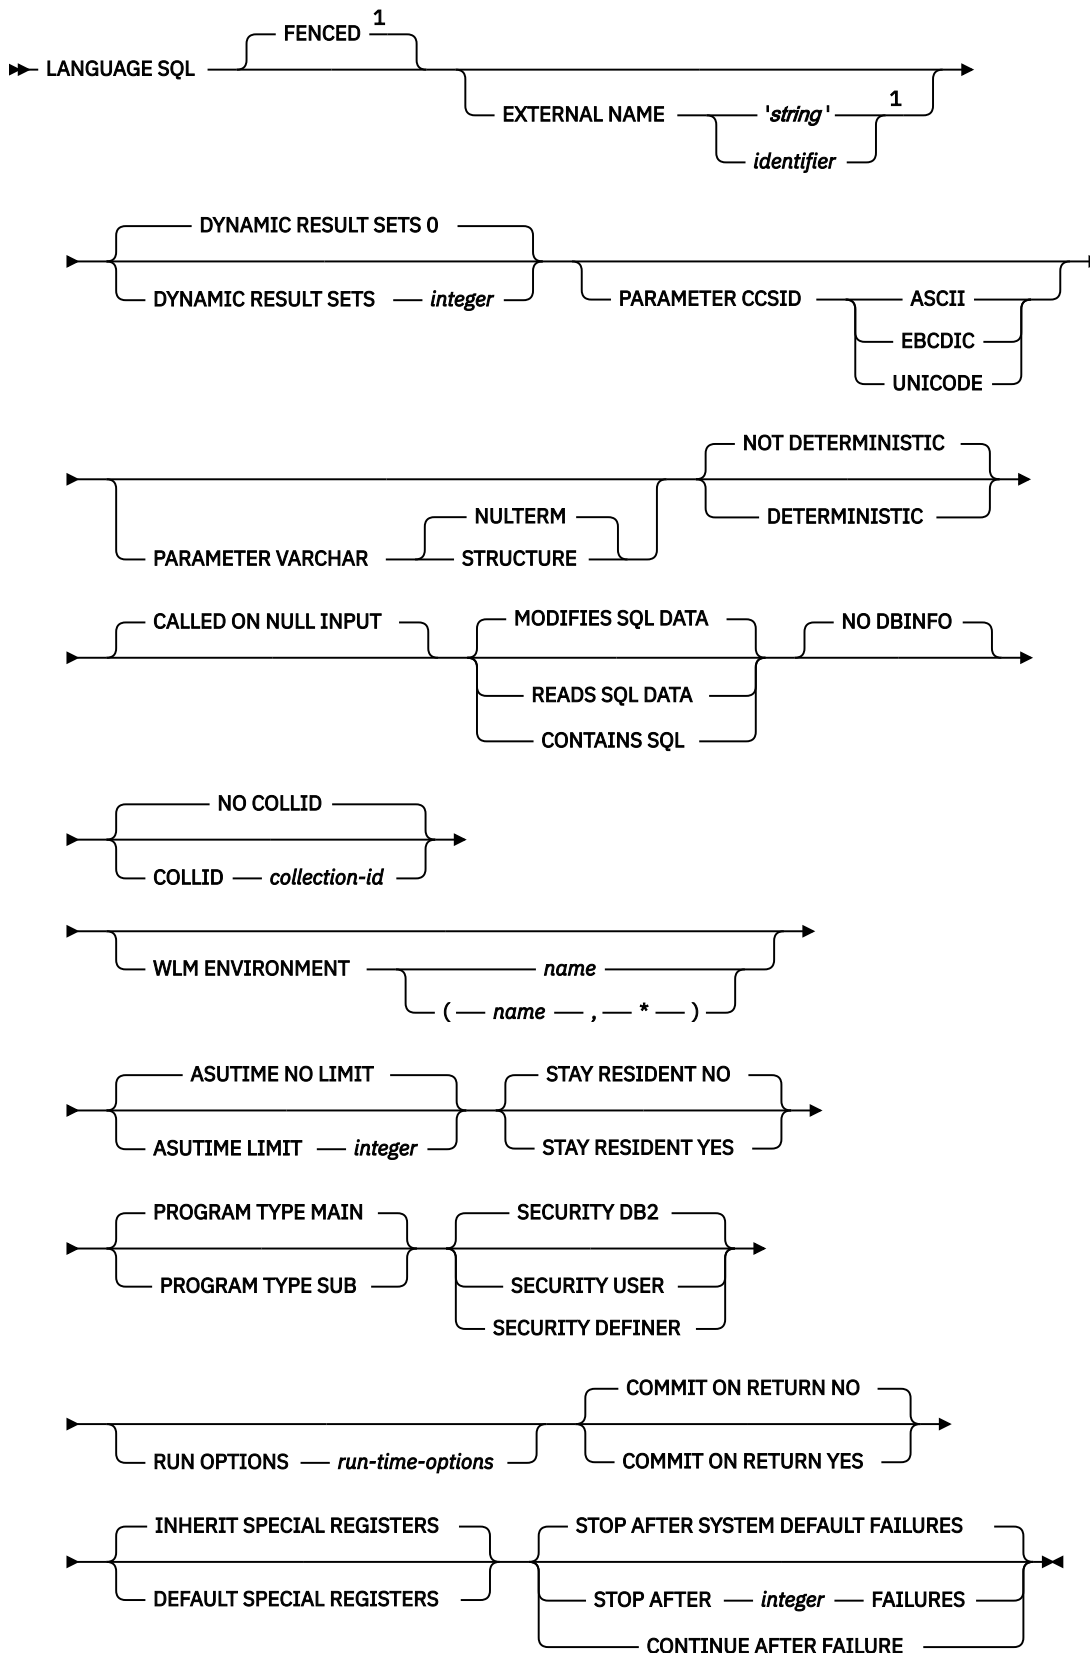 FENCED 1
LANGUAGE SQL
EXTERNAL NAME 'string' 1
identifier
DYNAMIC RESULT SETS 0
DYNAMIC RESULT SETS integer
PARAMETER CCSID ASCII
EBCDIC
UNICODE
NOT DETERMINISTIC
DETERMINISTIC
NULTERM
PARAMETER VARCHAR STRUCTURE
CALLED ON NULL INPUT
MODIFIES SQL DATA
READS SQL DATA
CONTAINS SQL
NO DBINFO
NO COLLID
COLLID collection-id
WLM ENVIRONMENT name
( name , * )
ASUTIME NO LIMIT
ASUTIME LIMIT integer
STAY RESIDENT NO
STAY RESIDENT YES
PROGRAM TYPE MAIN
PROGRAM TYPE SUB
SECURITY DB2
SECURITY USER
SECURITY DEFINER
RUN OPTIONS run-time-options
COMMIT ON RETURN NO
COMMIT ON RETURN YES
INHERIT SPECIAL REGISTERS
DEFAULT SPECIAL REGISTERS
STOP AFTER SYSTEM DEFAULT FAILURES
STOP AFTER integer FAILURES
CONTINUE AFTER FAILURE